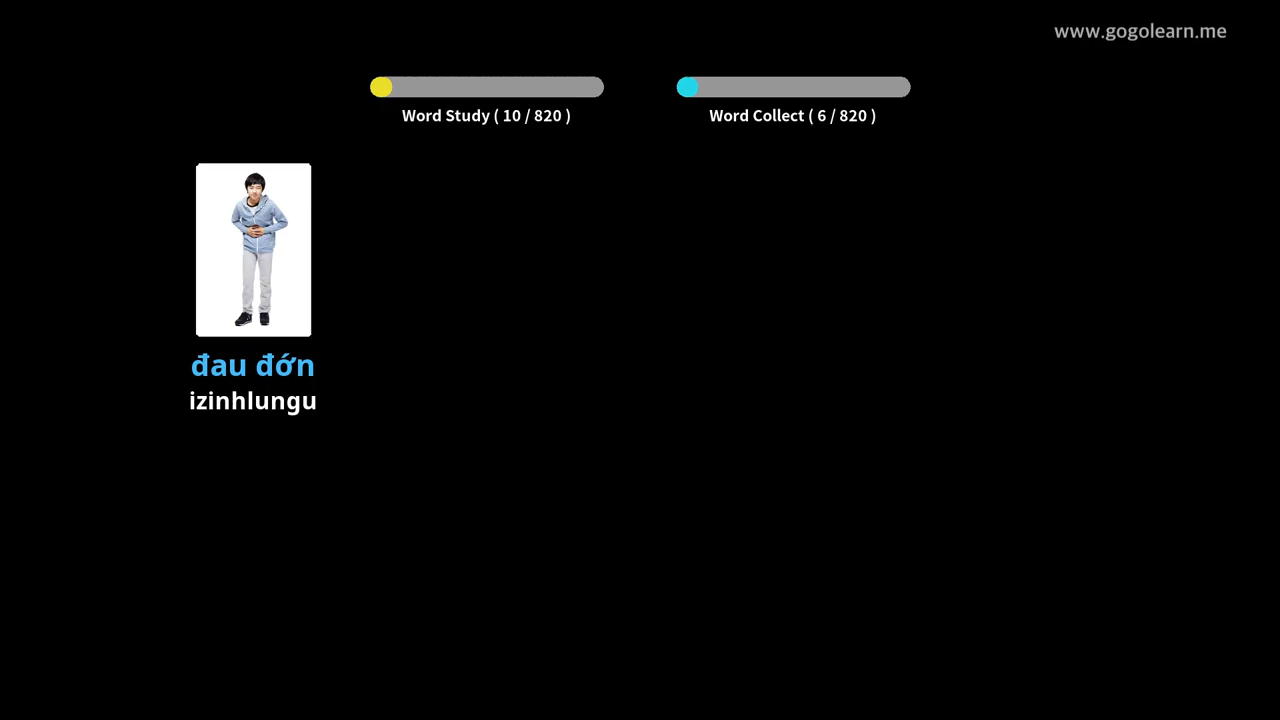 www.gogolearn.me
Word Study ( 10 / 820 )
Word Collect ( 6 / 820 )
đau đớn
izinhlungu